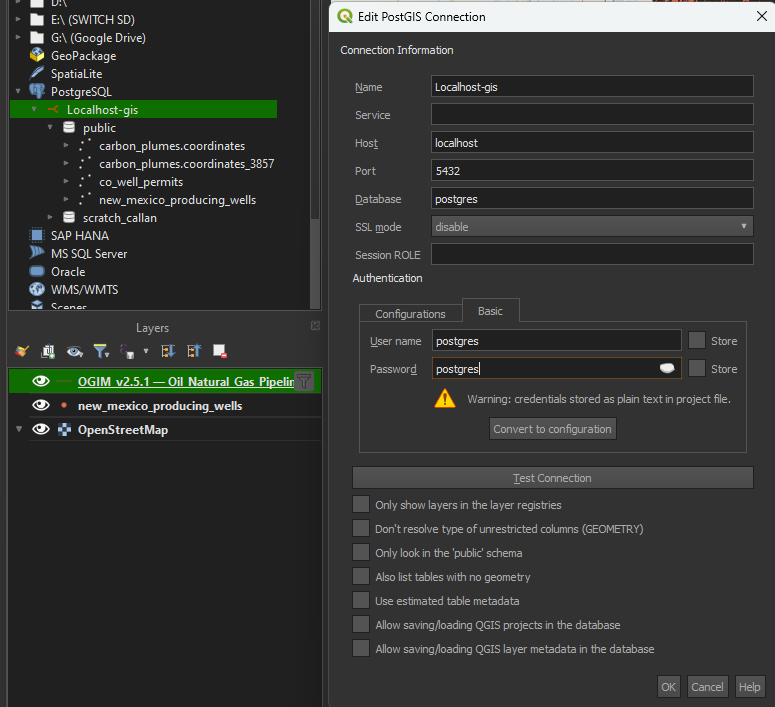 D:\
E:\ (SWITCH SD)
G:\ (Google Drive)
GeoPackage
SpatiaLite
PostgreSQL
Localhost-gis
public
carbon_plumes.coordinates
carbon_plumes.coordinates_3857
co_well_permits
new_mexico_producing_wells
scratch_callan
SAP HANA
MS SQL Server
Oracle
WMS/WMTS
Scenes
Layers
OGIM_v2.5.1 — Oil_Natural_Gas_Pipelin
new_mexico_producing_wells
OpenStreetMap
Edit PostGIS Connection
Connection Information
Name Localhost-gis
Service
Host localhost
Port 5432
Database postgres
SSL mode disable
Session ROLE
Authentication
Configurations Basic
User name postgres Store
Password postgres Store
Warning: credentials stored as plain text in project file.
Convert to configuration
Test Connection
Only show layers in the layer registries
Don't resolve type of unrestricted columns (GEOMETRY)
Only look in the 'public' schema
Also list tables with no geometry
Use estimated table metadata
Allow saving/loading QGIS projects in the database
Allow saving/loading QGIS layer metadata in the database
OK Cancel Help